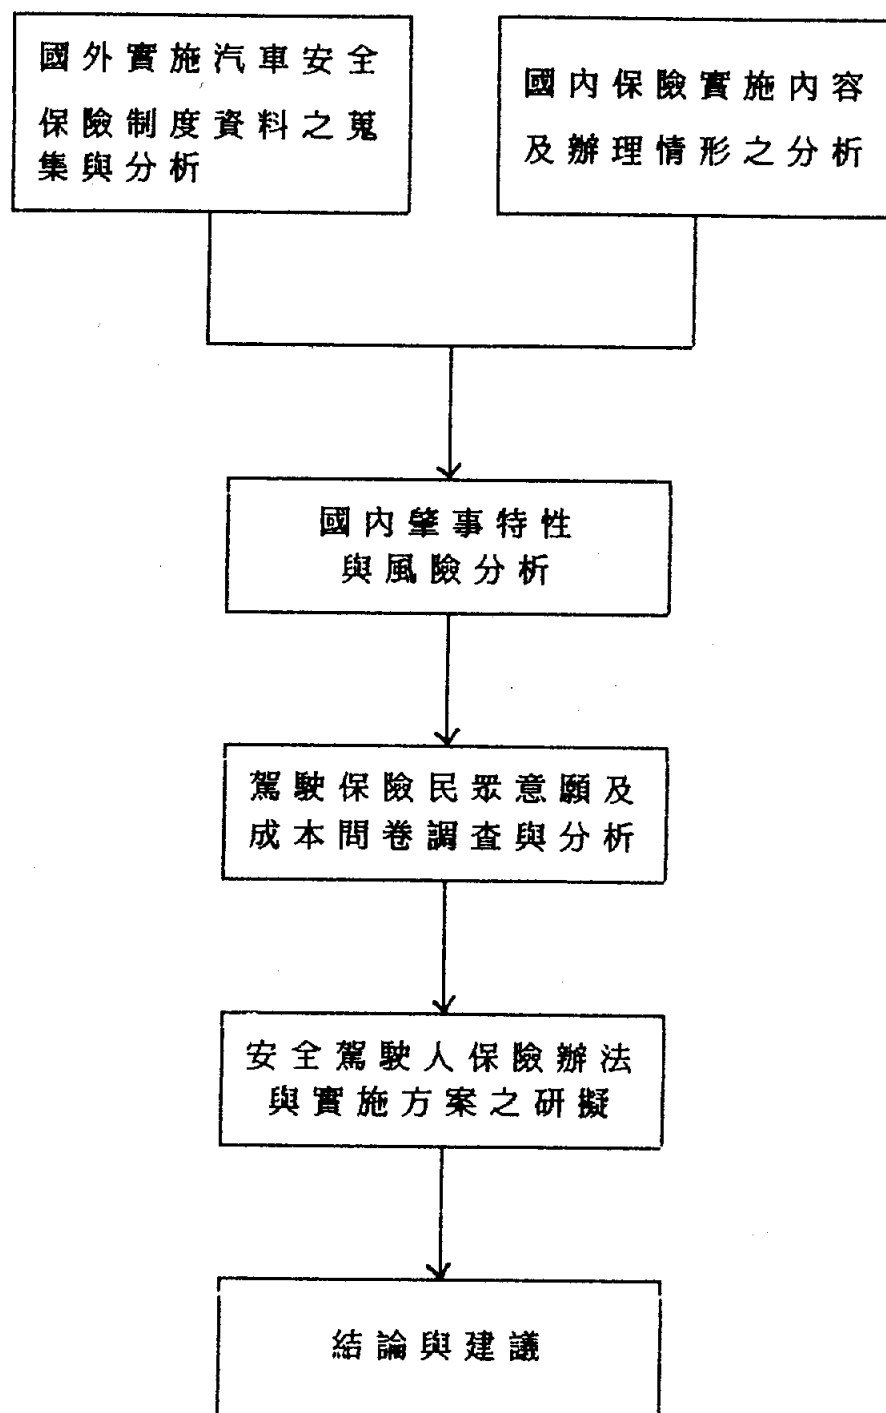 國外實施汽車安全
保險制度資料之蒐
集與分析
國內保險實施內容
及辦理情形之分析
國內肇事特性
與風險分析
駕駛保險民眾意願及
成本問卷調查與分析
安全駕駛人保險辦法
與實施方案之研擬
結論與建議